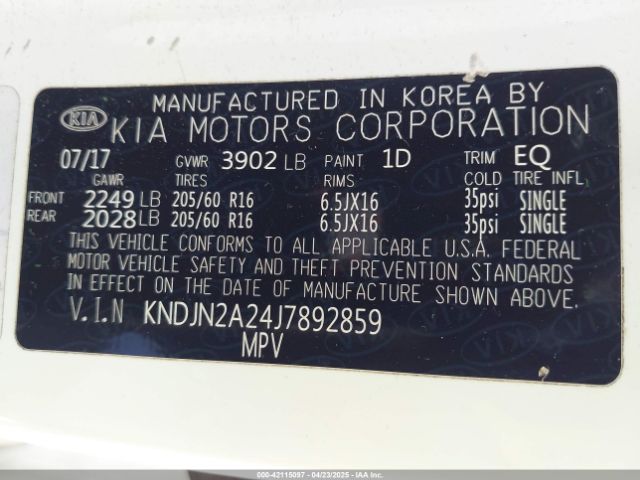 MANUFACTURED IN KOREA BY
KIA KIA MOTORS CORPORATION
07/17 GVWR 3902 LB PAINT 1D TRIM EQ
GAWR TIRES RIMS COLD TIRE INFL
FRONT 2249 LB 205/60 R16 6.5JX16 35psi SINGLE
REAR 2028 LB 205/60 R16 6.5JX16 35psi SINGLE
THIS VEHICLE CONFORMS TO ALL APPLICABLE U.S.A. FEDERAL
MOTOR VEHICLE SAFETY AND THEFT PREVENTION STANDARDS
IN EFFECT ON THE DATE OF MANUFACTURE SHOWN ABOVE.
V.I.N KNDJN2A24J7892859
MPV
000-42115097 - 04/23/2025 - IAAI.COM